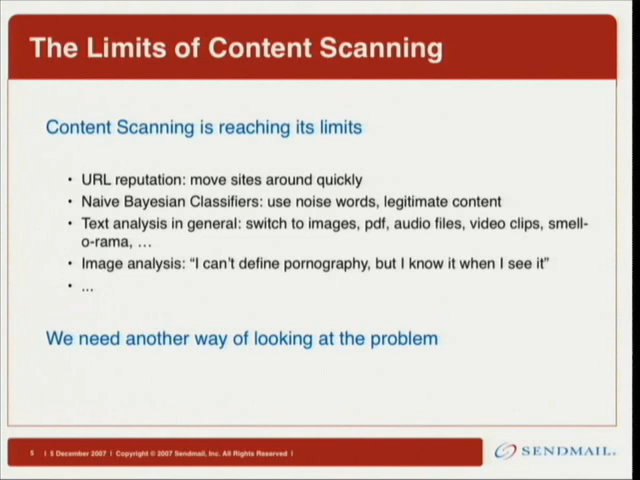 The Limits of Content Scanning
Content Scanning is reaching its limits
• URL reputation: move sites around quickly
• Naive Bayesian Classifiers: use noise words, legitimate content
• Text analysis in general: switch to images, pdf, audio files, video clips, smell-
o-rama, …
• Image analysis: “I can’t define pornography, but I know it when I see it”
• ...
We need another way of looking at the problem
5 | 5 December 2007 | Copyright © 2007 Sendmail, Inc. All Rights Reserved |
SENDMAIL.